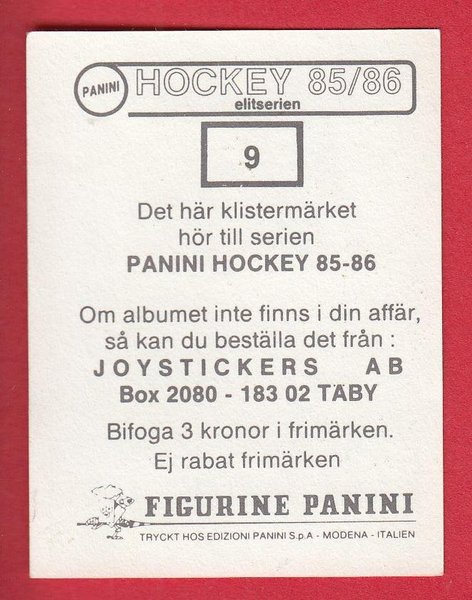 PANINI HOCKEY 85/86
elitserien
9
Det här klistermärket
hör till serien
PANINI HOCKEY 85-86
Om albumet inte finns i din affär,
så kan du beställa det från :
JOYSTICKERS AB
Box 2080 - 183 02 TÄBY
Bifoga 3 kronor i frimärken.
Ej rabat frimärken
FIGURINE PANINI
TRYCKT HOS EDIZIONI PANINI S.p.A - MODENA - ITALIEN